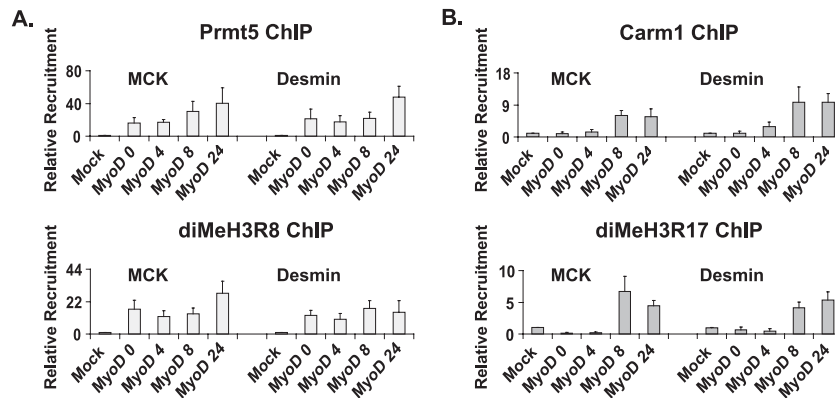 A.
Prmt5 ChIP
Relative Recruitment
80
40
0
MCK
Desmin
Mock
MyoD 0
MyoD 4
MyoD 8
MyoD 24
Mock
MyoD 0
MyoD 4
MyoD 8
MyoD 24
diMeH3R8 ChIP
Relative Recruitment
44
22
0
MCK
Desmin
Mock
MyoD 0
MyoD 4
MyoD 8
MyoD 24
Mock
MyoD 0
MyoD 4
MyoD 8
MyoD 24
B.
Carm1 ChIP
Relative Recruitment
18
9
0
MCK
Desmin
Mock
MyoD 0
MyoD 4
MyoD 8
MyoD 24
Mock
MyoD 0
MyoD 4
MyoD 8
MyoD 24
diMeH3R17 ChIP
Relative Recruitment
10
5
0
MCK
Desmin
Mock
MyoD 0
MyoD 4
MyoD 8
MyoD 24
Mock
MyoD 0
MyoD 4
MyoD 8
MyoD 24